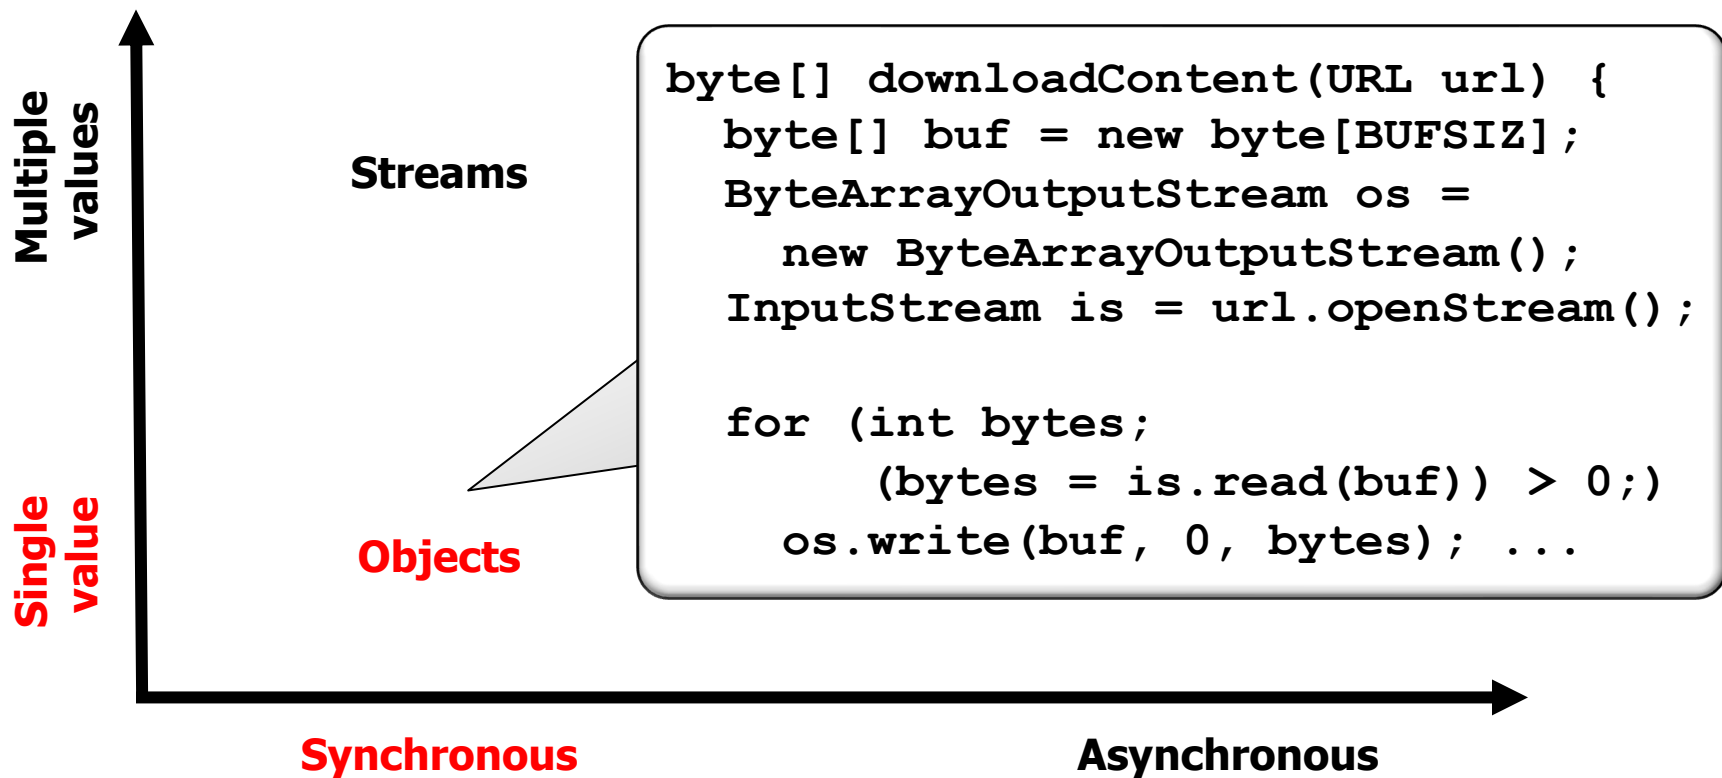 Multiple
values
Streams
byte[] downloadContent(URL url) {
byte[] buf = new byte[BUFSIZ];
ByteArrayOutputStream os =
new ByteArrayOutputStream();
InputStream is = url.openStream();
for (int bytes;
(bytes = is.read(buf)) > 0;)
os.write(buf, 0, bytes); ...
Single
value
Objects
Synchronous
Asynchronous